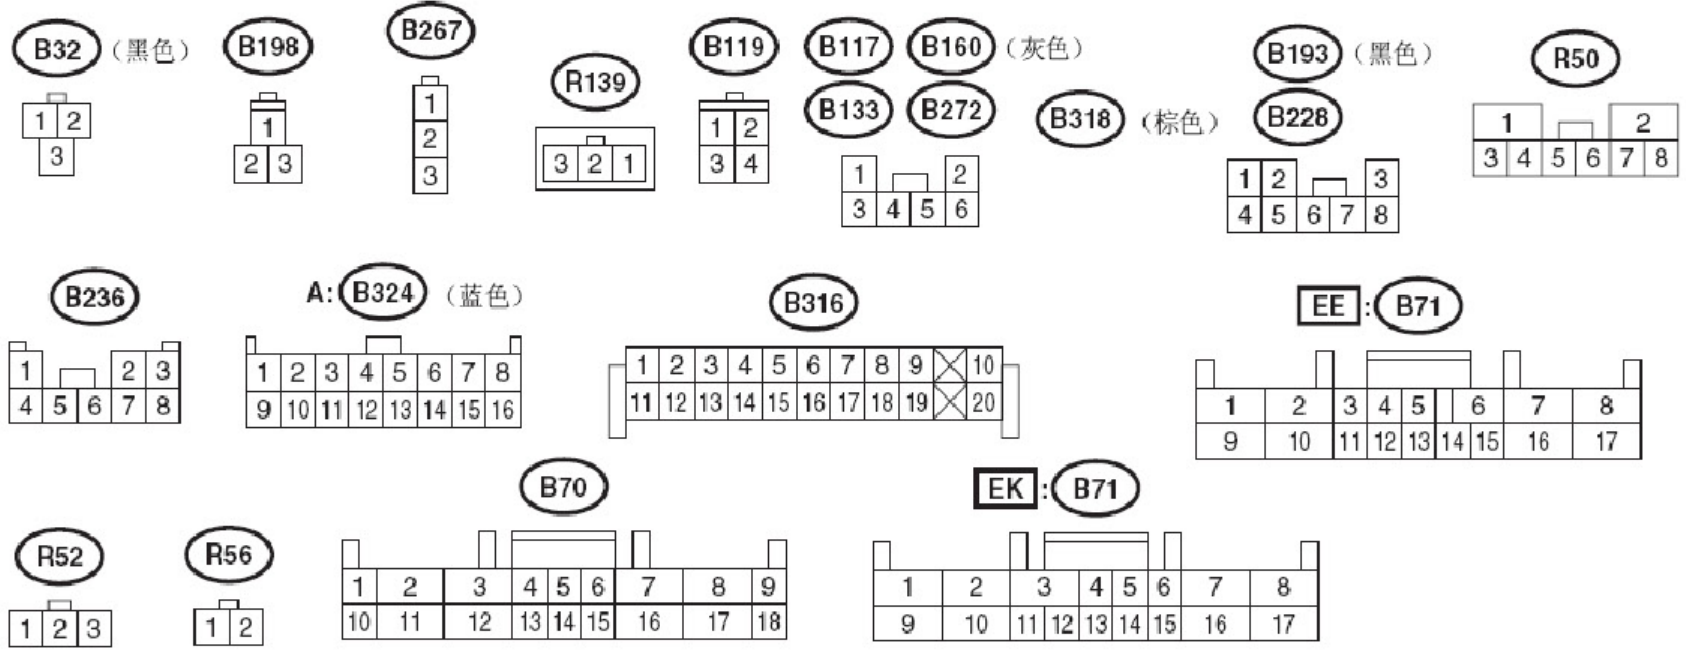 B32 (黑色)
1 2
3
B198
1
2 3
B267
1
2
3
R139
3 2 1
B119
1 2
3 4
B117 B160 (灰色)
B133 B272 B318 (棕色)
1 2
3 4 5 6
B193 (黑色)
B228
1 2 3
4 5 6 7 8
R50
1 2
3 4 5 6 7 8
B236
1 2 3
4 5 6 7 8
A: B324 (蓝色)
1 2 3 4 5 6 7 8
9 10 11 12 13 14 15 16
B316
1 2 3 4 5 6 7 8 9 10
11 12 13 14 15 16 17 18 19 20
EE : B71
1 2 3 4 5 6 7 8
9 10 11 12 13 14 15 16 17
R52
1 2 3
R56
1 2
B70
1 2 3 4 5 6 7 8 9
10 11 12 13 14 15 16 17 18
EK : B71
1 2 3 4 5 6 7 8
9 10 11 12 13 14 15 16 17